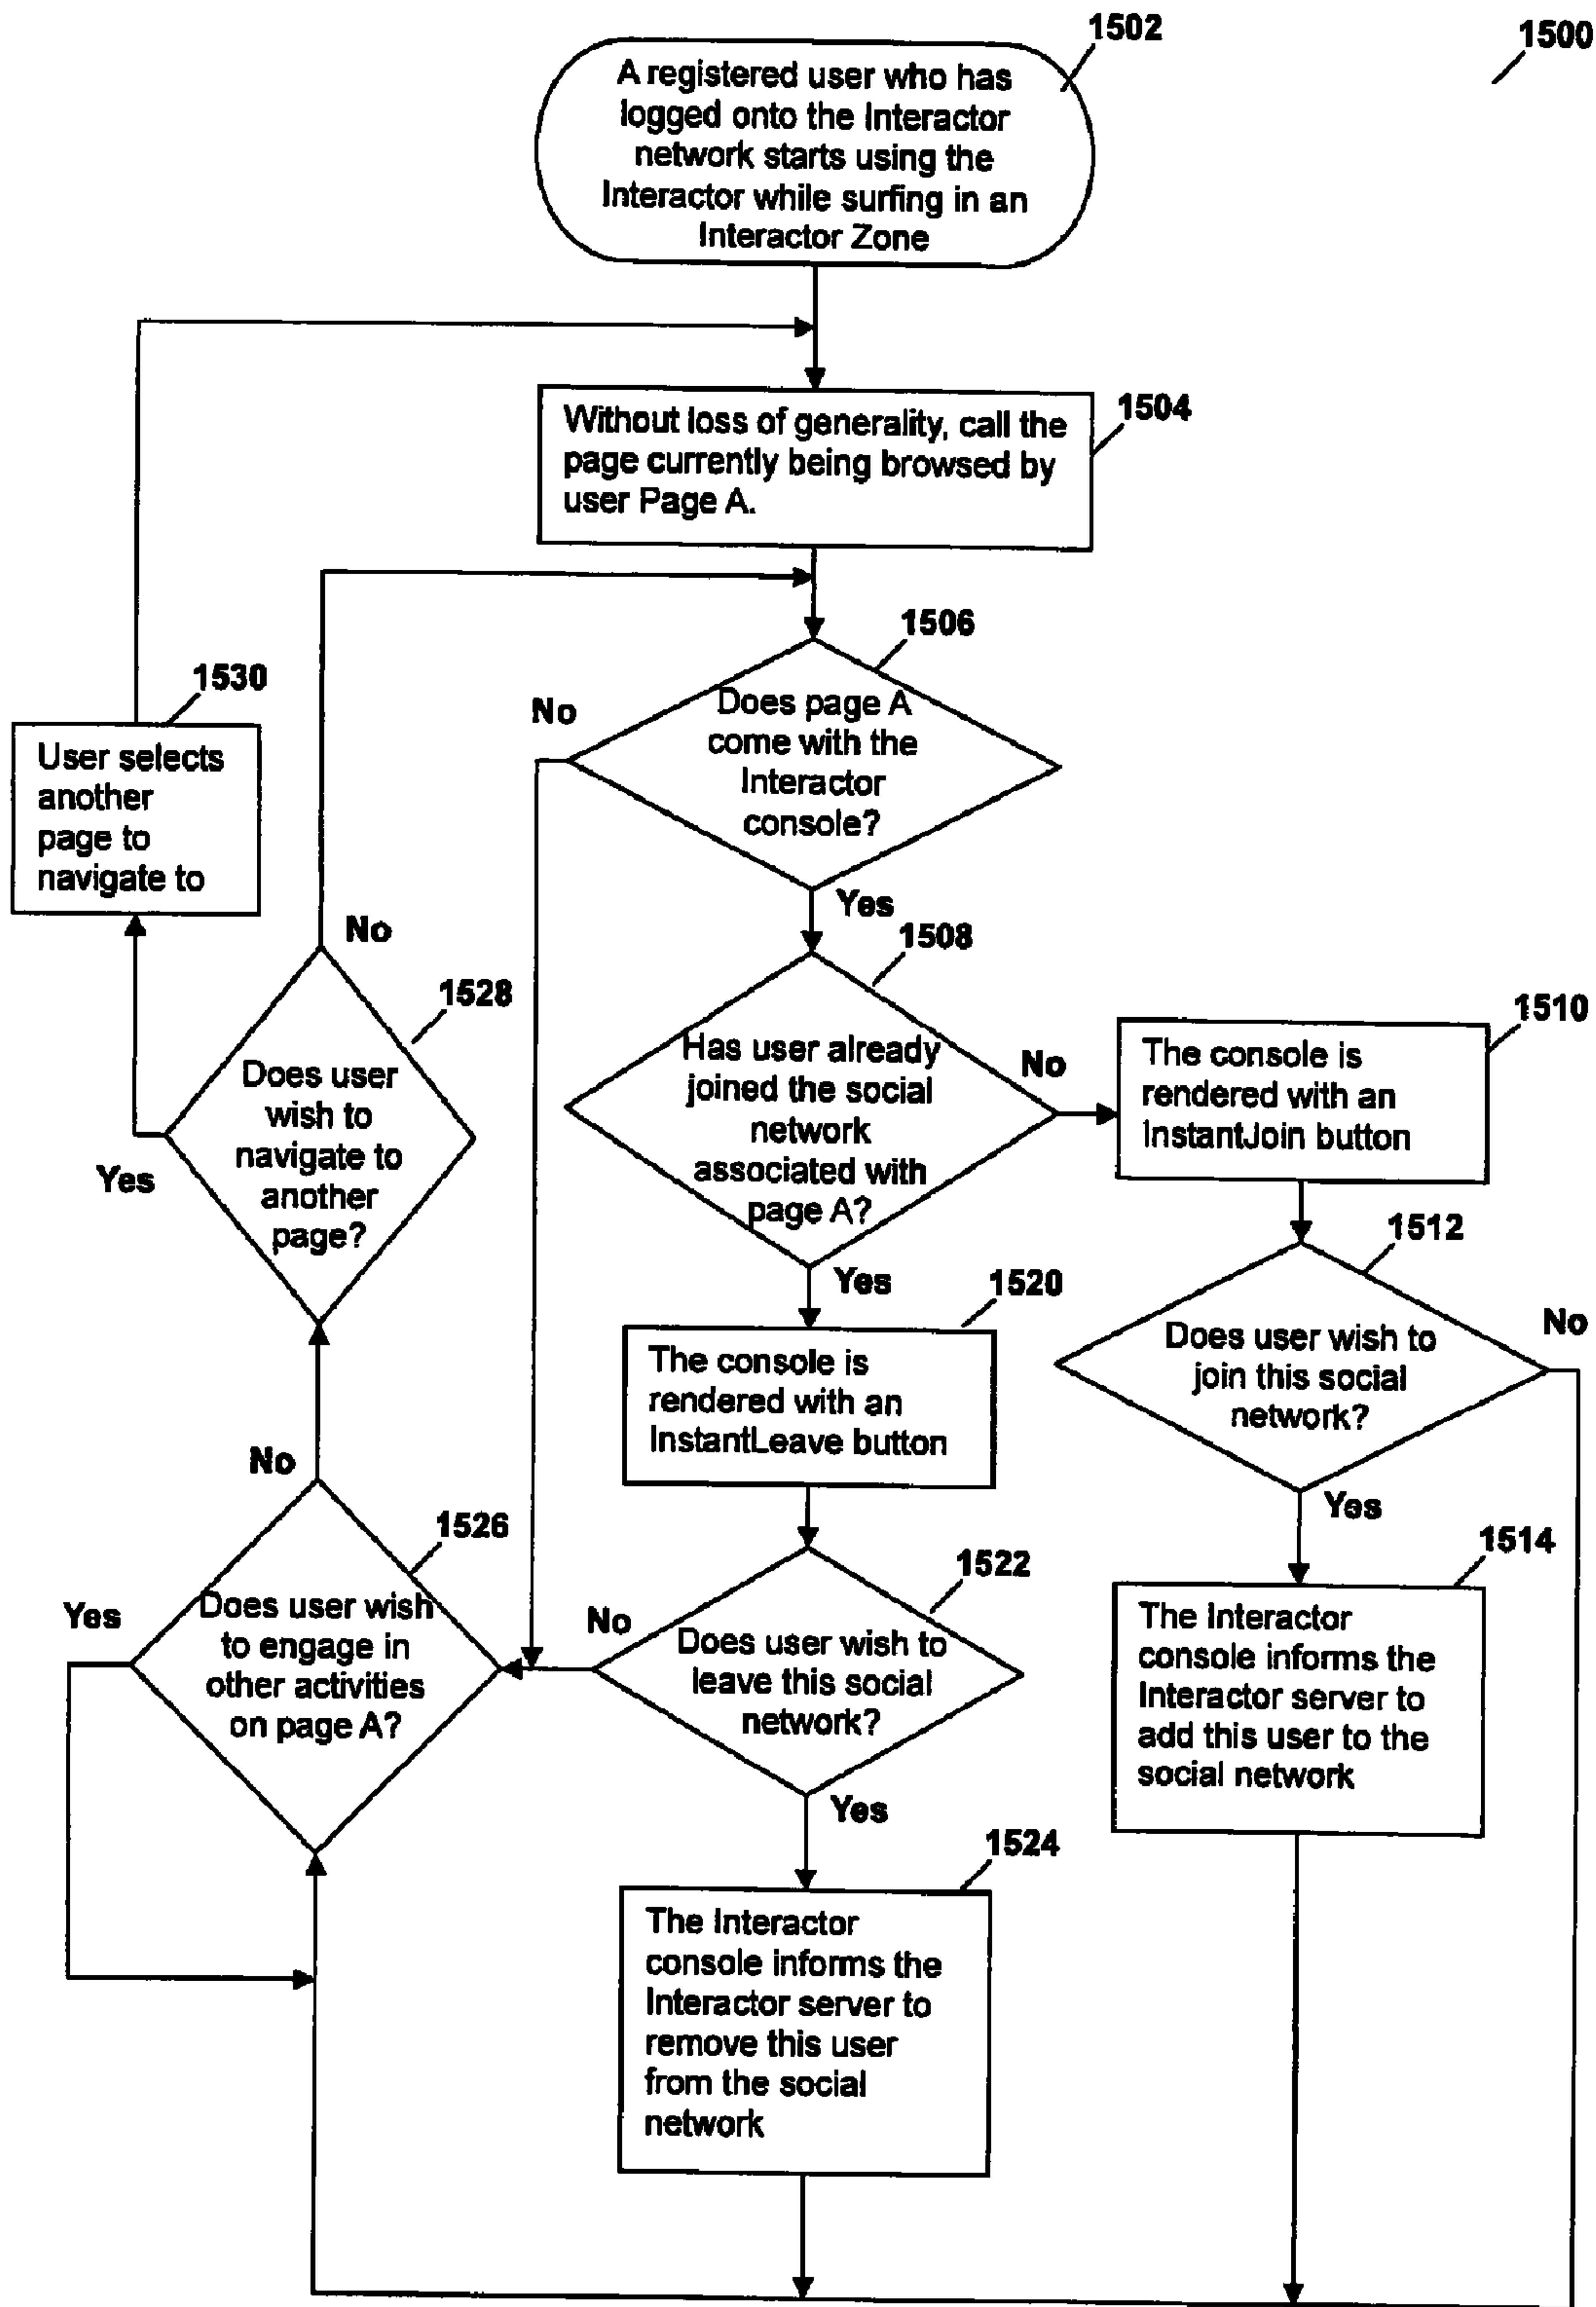 1500
1502
A registered user who has
logged onto the Interactor
network starts using the
Interactor while surfing in an
Interactor Zone
1504
Without loss of generality, call the
page currently being browsed by
user Page A.
1506
Does page A
come with the
Interactor
console?
No
Yes
1530
User selects
another
page to
navigate to
1528
No
Does user
wish to
navigate to
another
page?
Yes
1508
Has user already
joined the social
network
associated with
page A?
No
Yes
1510
The console is
rendered with an
InstantJoin button
1512
Does user wish to
join this social
network?
No
Yes
1520
The console is
rendered with an
InstantLeave button
1514
The Interactor
console informs the
Interactor server to
add this user to the
social network
1522
Does user wish to
leave this social
network?
No
Yes
1526
No
Does user wish
to engage in
other activities
on page A?
Yes
1524
The Interactor
console informs the
Interactor server to
remove this user
from the social
network